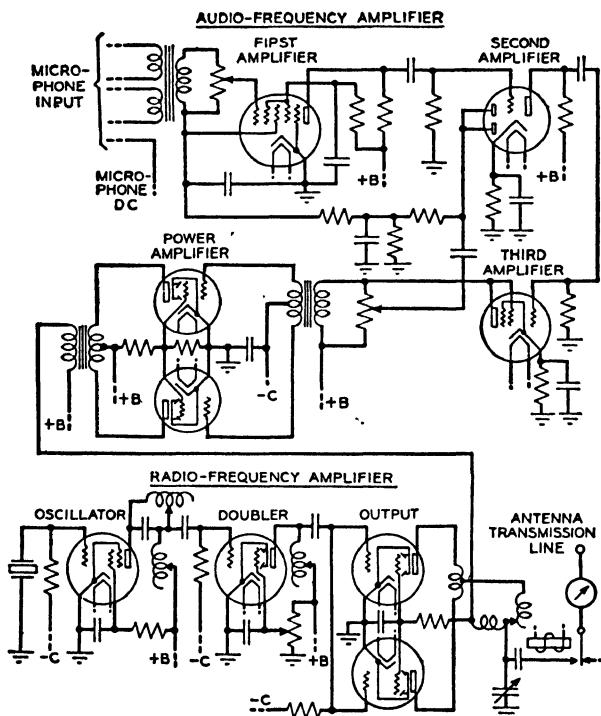 AUDIO-FREQUENCY AMPLIFIER
MICRO-
PHONE
INPUT
FIRST
AMPLIFIER
SECOND
AMPLIFIER
MICRO-
PHONE
DC
+B
+B
POWER
AMPLIFIER
THIRD
AMPLIFIER
+B
+B
-C
+B
RADIO-FREQUENCY AMPLIFIER
OSCILLATOR
DOUBLER
OUTPUT
ANTENNA
TRANSMISSION
LINE
-C
+B
-C
+B
-C